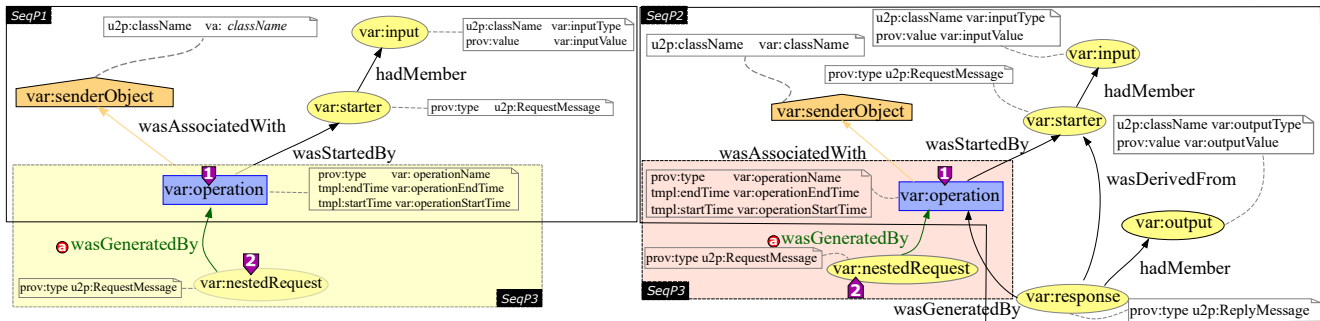 SeqP1
u2p:className va: className
var:input
u2p:className var:inputType
prov:value var:inputValue
hadMember
var:senderObject
var:starter
prov:type u2p:RequestMessage
wasAssociatedWith
wasStartedBy
1
var:operation
prov:type var: operationName
tmpl:endTime var:operationEndTime
tmpl:startTime var:operationStartTime
a wasGeneratedBy
2
prov:type u2p:RequestMessage
var:nestedRequest
SeqP3
SeqP2
u2p:className var:inputType
prov:value var:inputValue
u2p:className var:className
var:input
prov:type u2p:RequestMessage
hadMember
var:senderObject
var:starter
u2p:className var:outputType
prov:value var:outputValue
wasStartedBy
wasAssociatedWith
wasDerivedFrom
1
prov:type var:operationName
tmpl:endTime var:operationEndTime
tmpl:startTime var:operationStartTime
var:operation
var:output
a wasGeneratedBy
prov:type u2p:RequestMessage
var:nestedRequest
hadMember
2
SeqP3
wasGeneratedBy
var:response
prov:type u2p:ReplyMessage